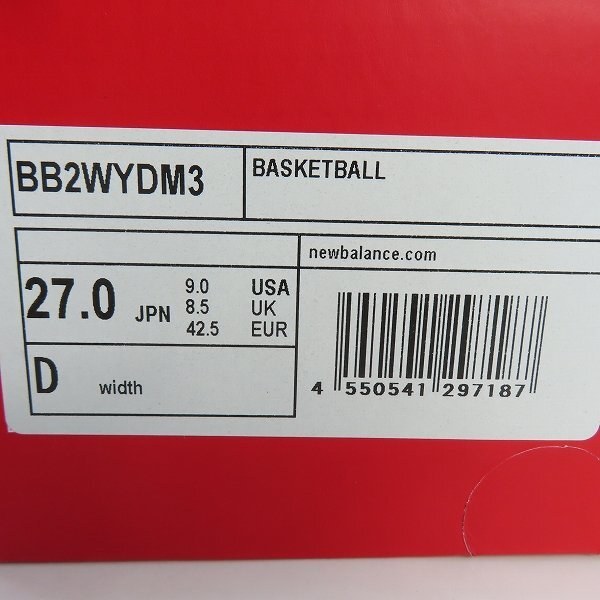 BB2WYDM3 BASKETBALL
newbalance.com
27.0 JPN 9.0 USA
8.5 UK
42.5 EUR
D width
4 550541 297187